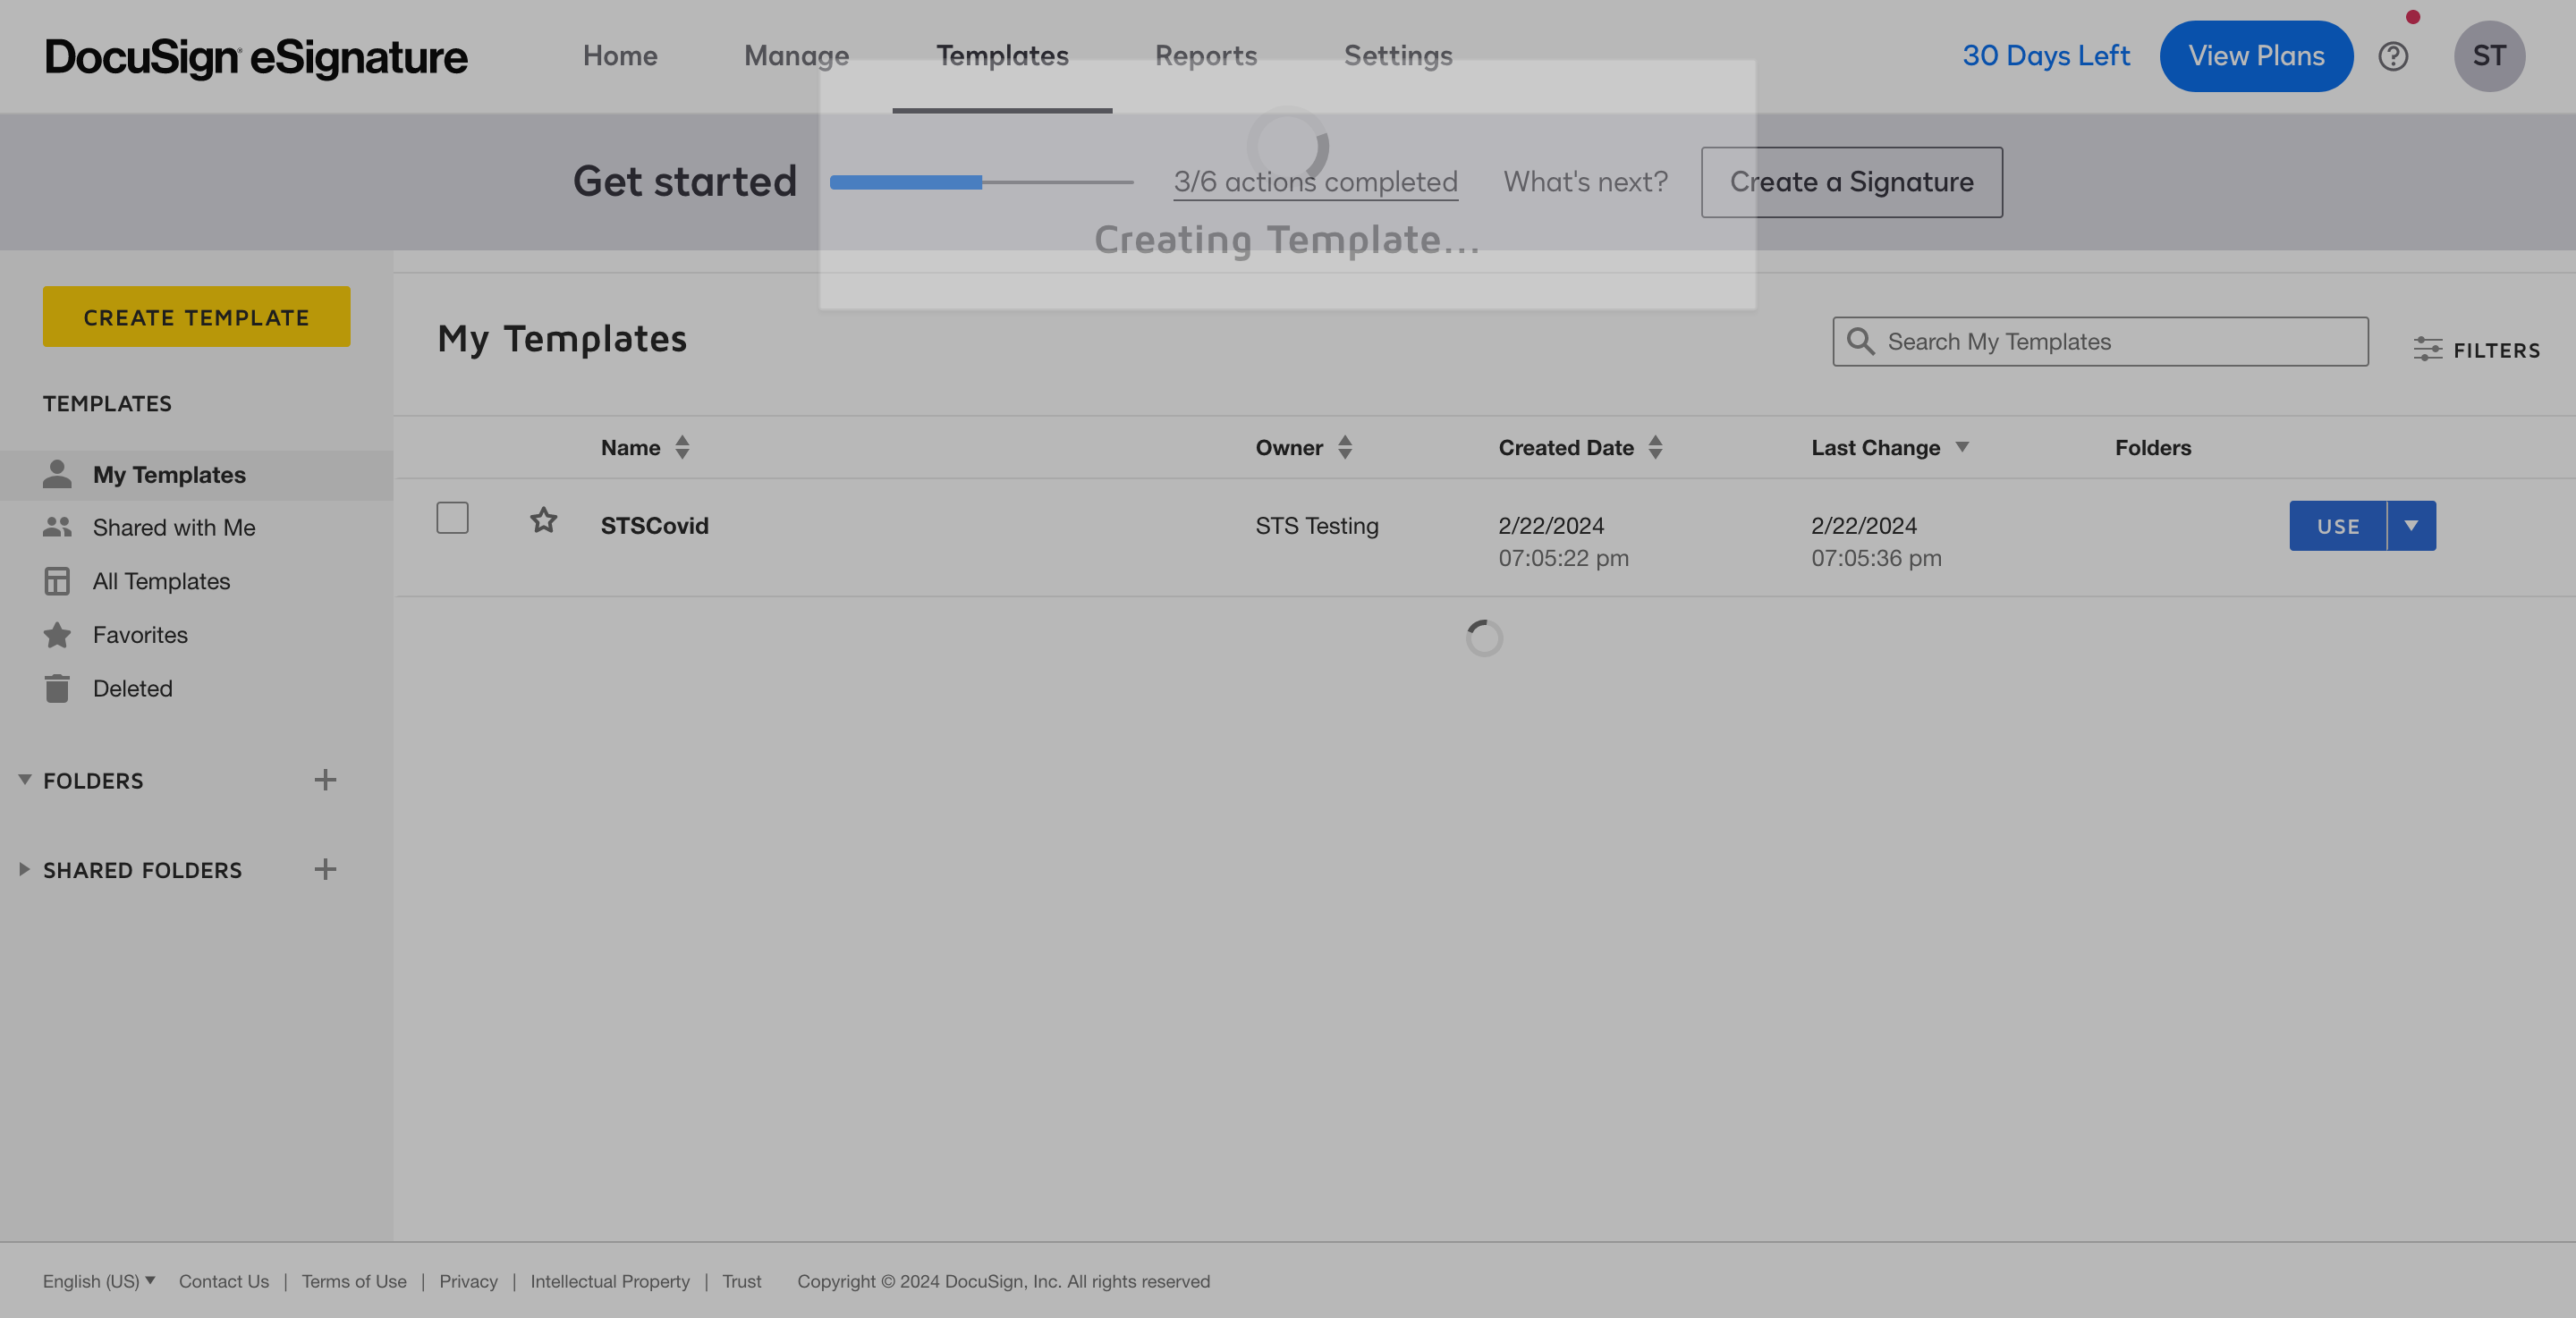 DocuSign eSignature Home Manage Templates Reports Settings 30 Days Left View Plans ST
Get started 3/6 actions completed What's next? Create a Signature
Creating Template...
CREATE TEMPLATE
TEMPLATES
My Templates
Shared with Me
All Templates
Favorites
Deleted
FOLDERS
SHARED FOLDERS
My Templates
Search My Templates
FILTERS
Name Owner Created Date Last Change Folders
STSCovid STS Testing 2/22/2024 2/22/2024 USE
07:05:22 pm 07:05:36 pm
English (US) Contact Us | Terms of Use | Privacy | Intellectual Property | Trust Copyright © 2024 DocuSign, Inc. All rights reserved